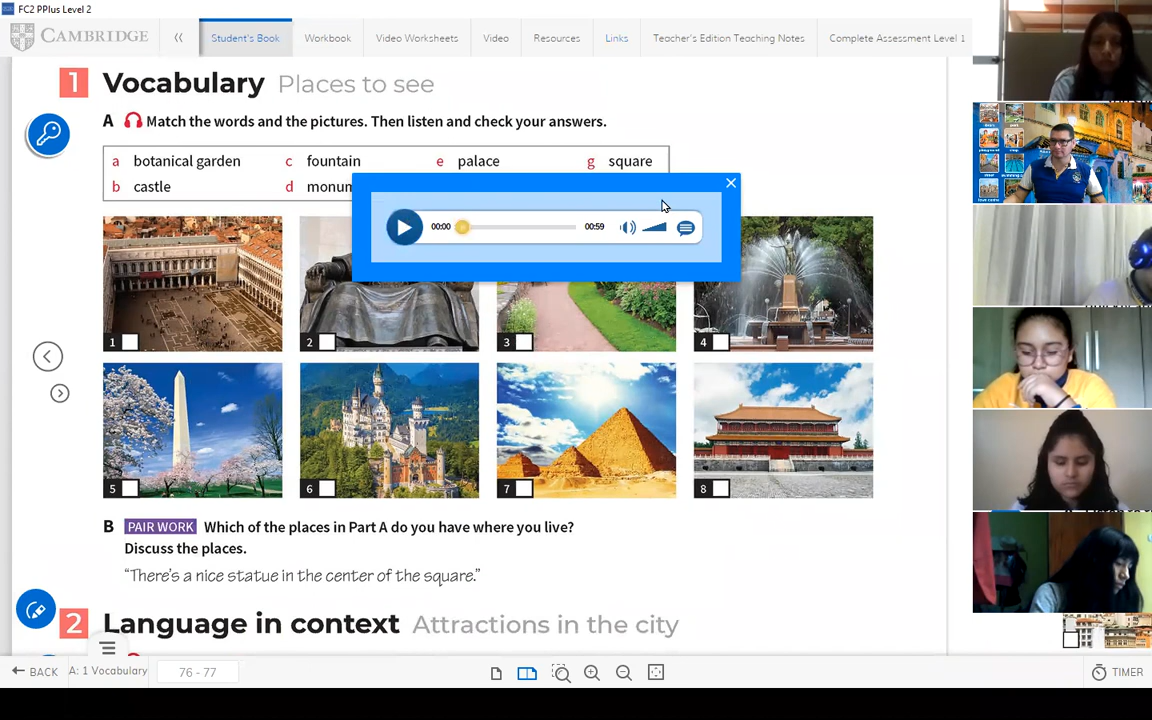 FC2 PPlus Level 2
CAMBRIDGE
Student's Book
Workbook
Video Worksheets
Video
Resources
Links
Teacher's Edition Teaching Notes
Complete Assessment Level 1
1 Vocabulary Places to see
A Match the words and the pictures. Then listen and check your answers.
a botanical garden c fountain e palace g square
b castle d monum
00:00 00:59
1 2 3 4
5 6 7 8
B PAIR WORK Which of the places in Part A do you have where you live?
Discuss the places.
“There's a nice statue in the center of the square.”
2 Language in context Attractions in the city
BACK
A: 1 Vocabulary
76 - 77
TIMER